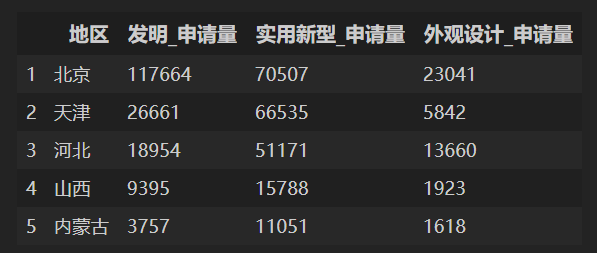 地区 发明_申请量 实用新型_申请量 外观设计_申请量
1 北京 117664 70507 23041
2 天津 26661 66535 5842
3 河北 18954 51171 13660
4 山西 9395 15788 1923
5 内蒙古 3757 11051 1618